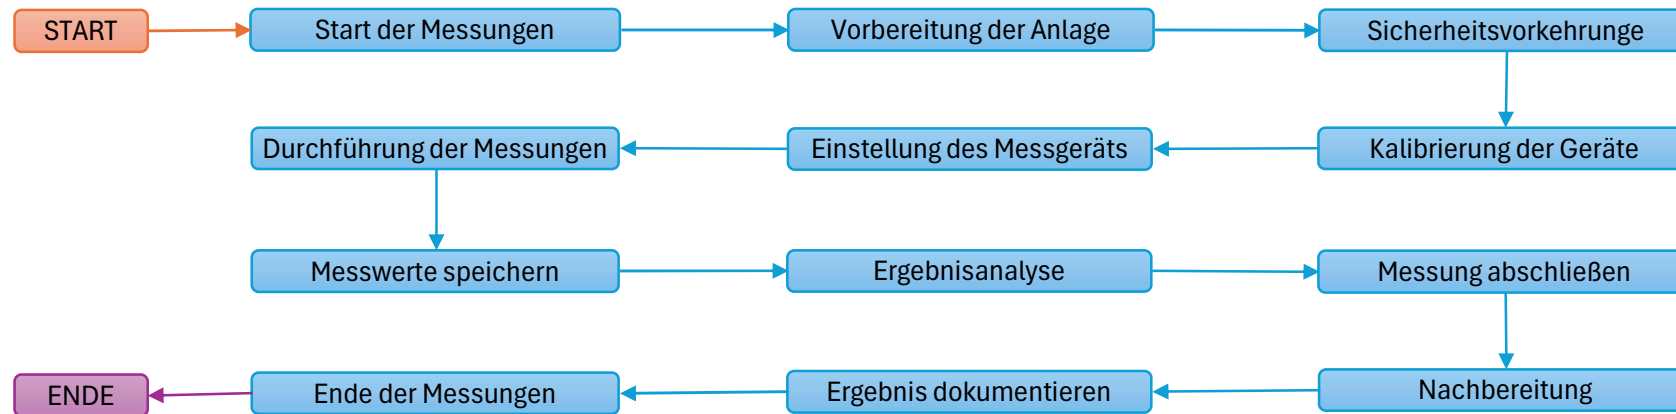 START
Start der Messungen
Vorbereitung der Anlage
Sicherheitsvorkehrunge
Kalibrierung der Geräte
Einstellung des Messgeräts
Durchführung der Messungen
Messwerte speichern
Ergebnisanalyse
Messung abschließen
Nachbereitung
Ergebnis dokumentieren
Ende der Messungen
ENDE